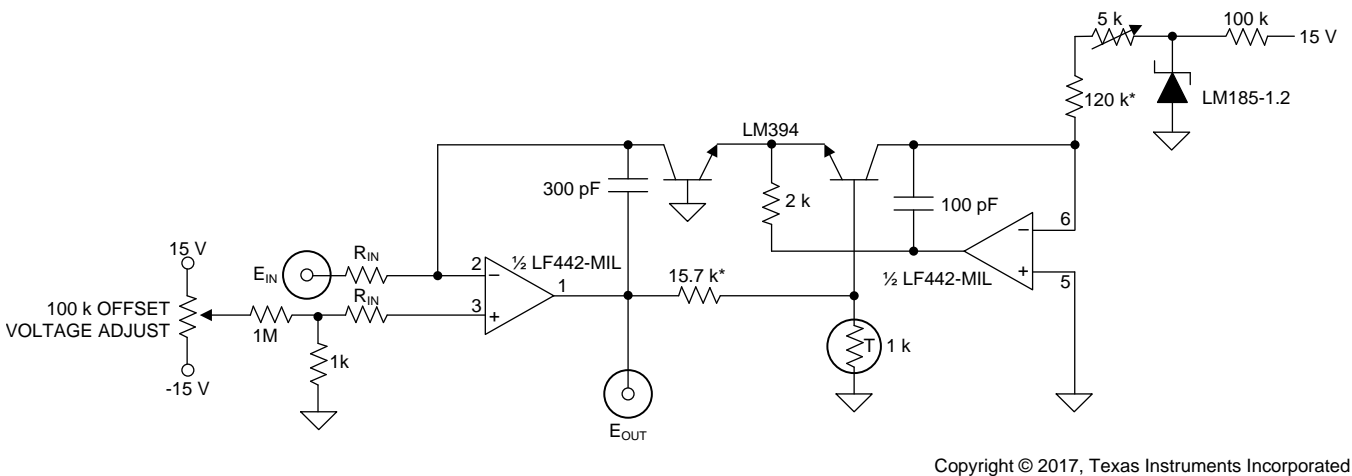 5 k
100 k
15 V
120 k*
LM185-1.2
LM394
300 pF
2 k
100 pF
6
15 V
E_IN
R_IN
2
½ LF442-MIL
½ LF442-MIL
15.7 k*
1
5
100 k OFFSET
VOLTAGE ADJUST
R_IN
3
1M
T
1 k
1k
-15 V
E_OUT
Copyright © 2017, Texas Instruments Incorporated